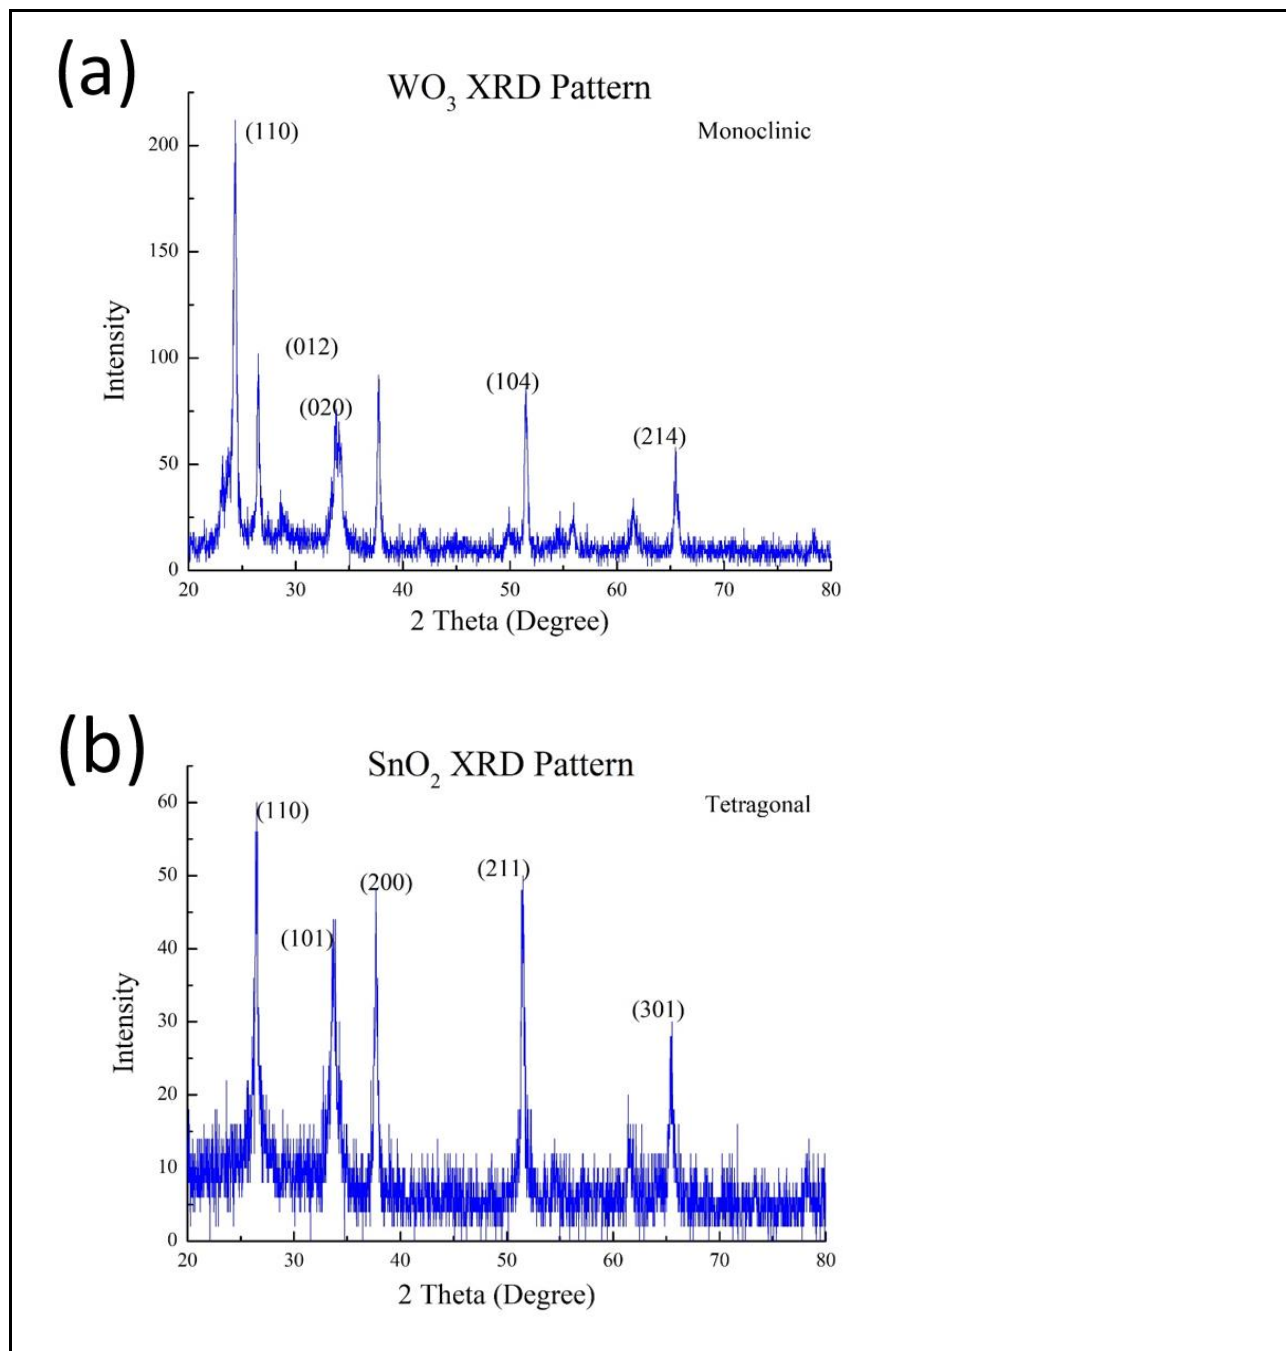 (a)
WO₃ XRD Pattern
Monoclinic
(110)
(012)
(020)
(104)
(214)
Intensity
200
150
100
50
0
20 30 40 50 60 70 80
2 Theta (Degree)
(b)
SnO₂ XRD Pattern
Tetragonal
(110)
(101)
(200)
(211)
(301)
Intensity
60
50
40
30
20
10
0
20 30 40 50 60 70 80
2 Theta (Degree)